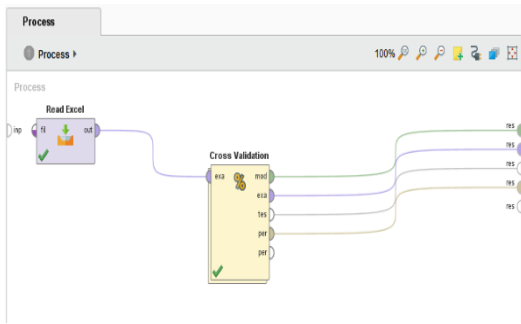 Process
Process
100%
Process
Read Excel
inp
fil
out
Cross Validation
exa
mod
exa
tes
per
per
res
res
res
res
res